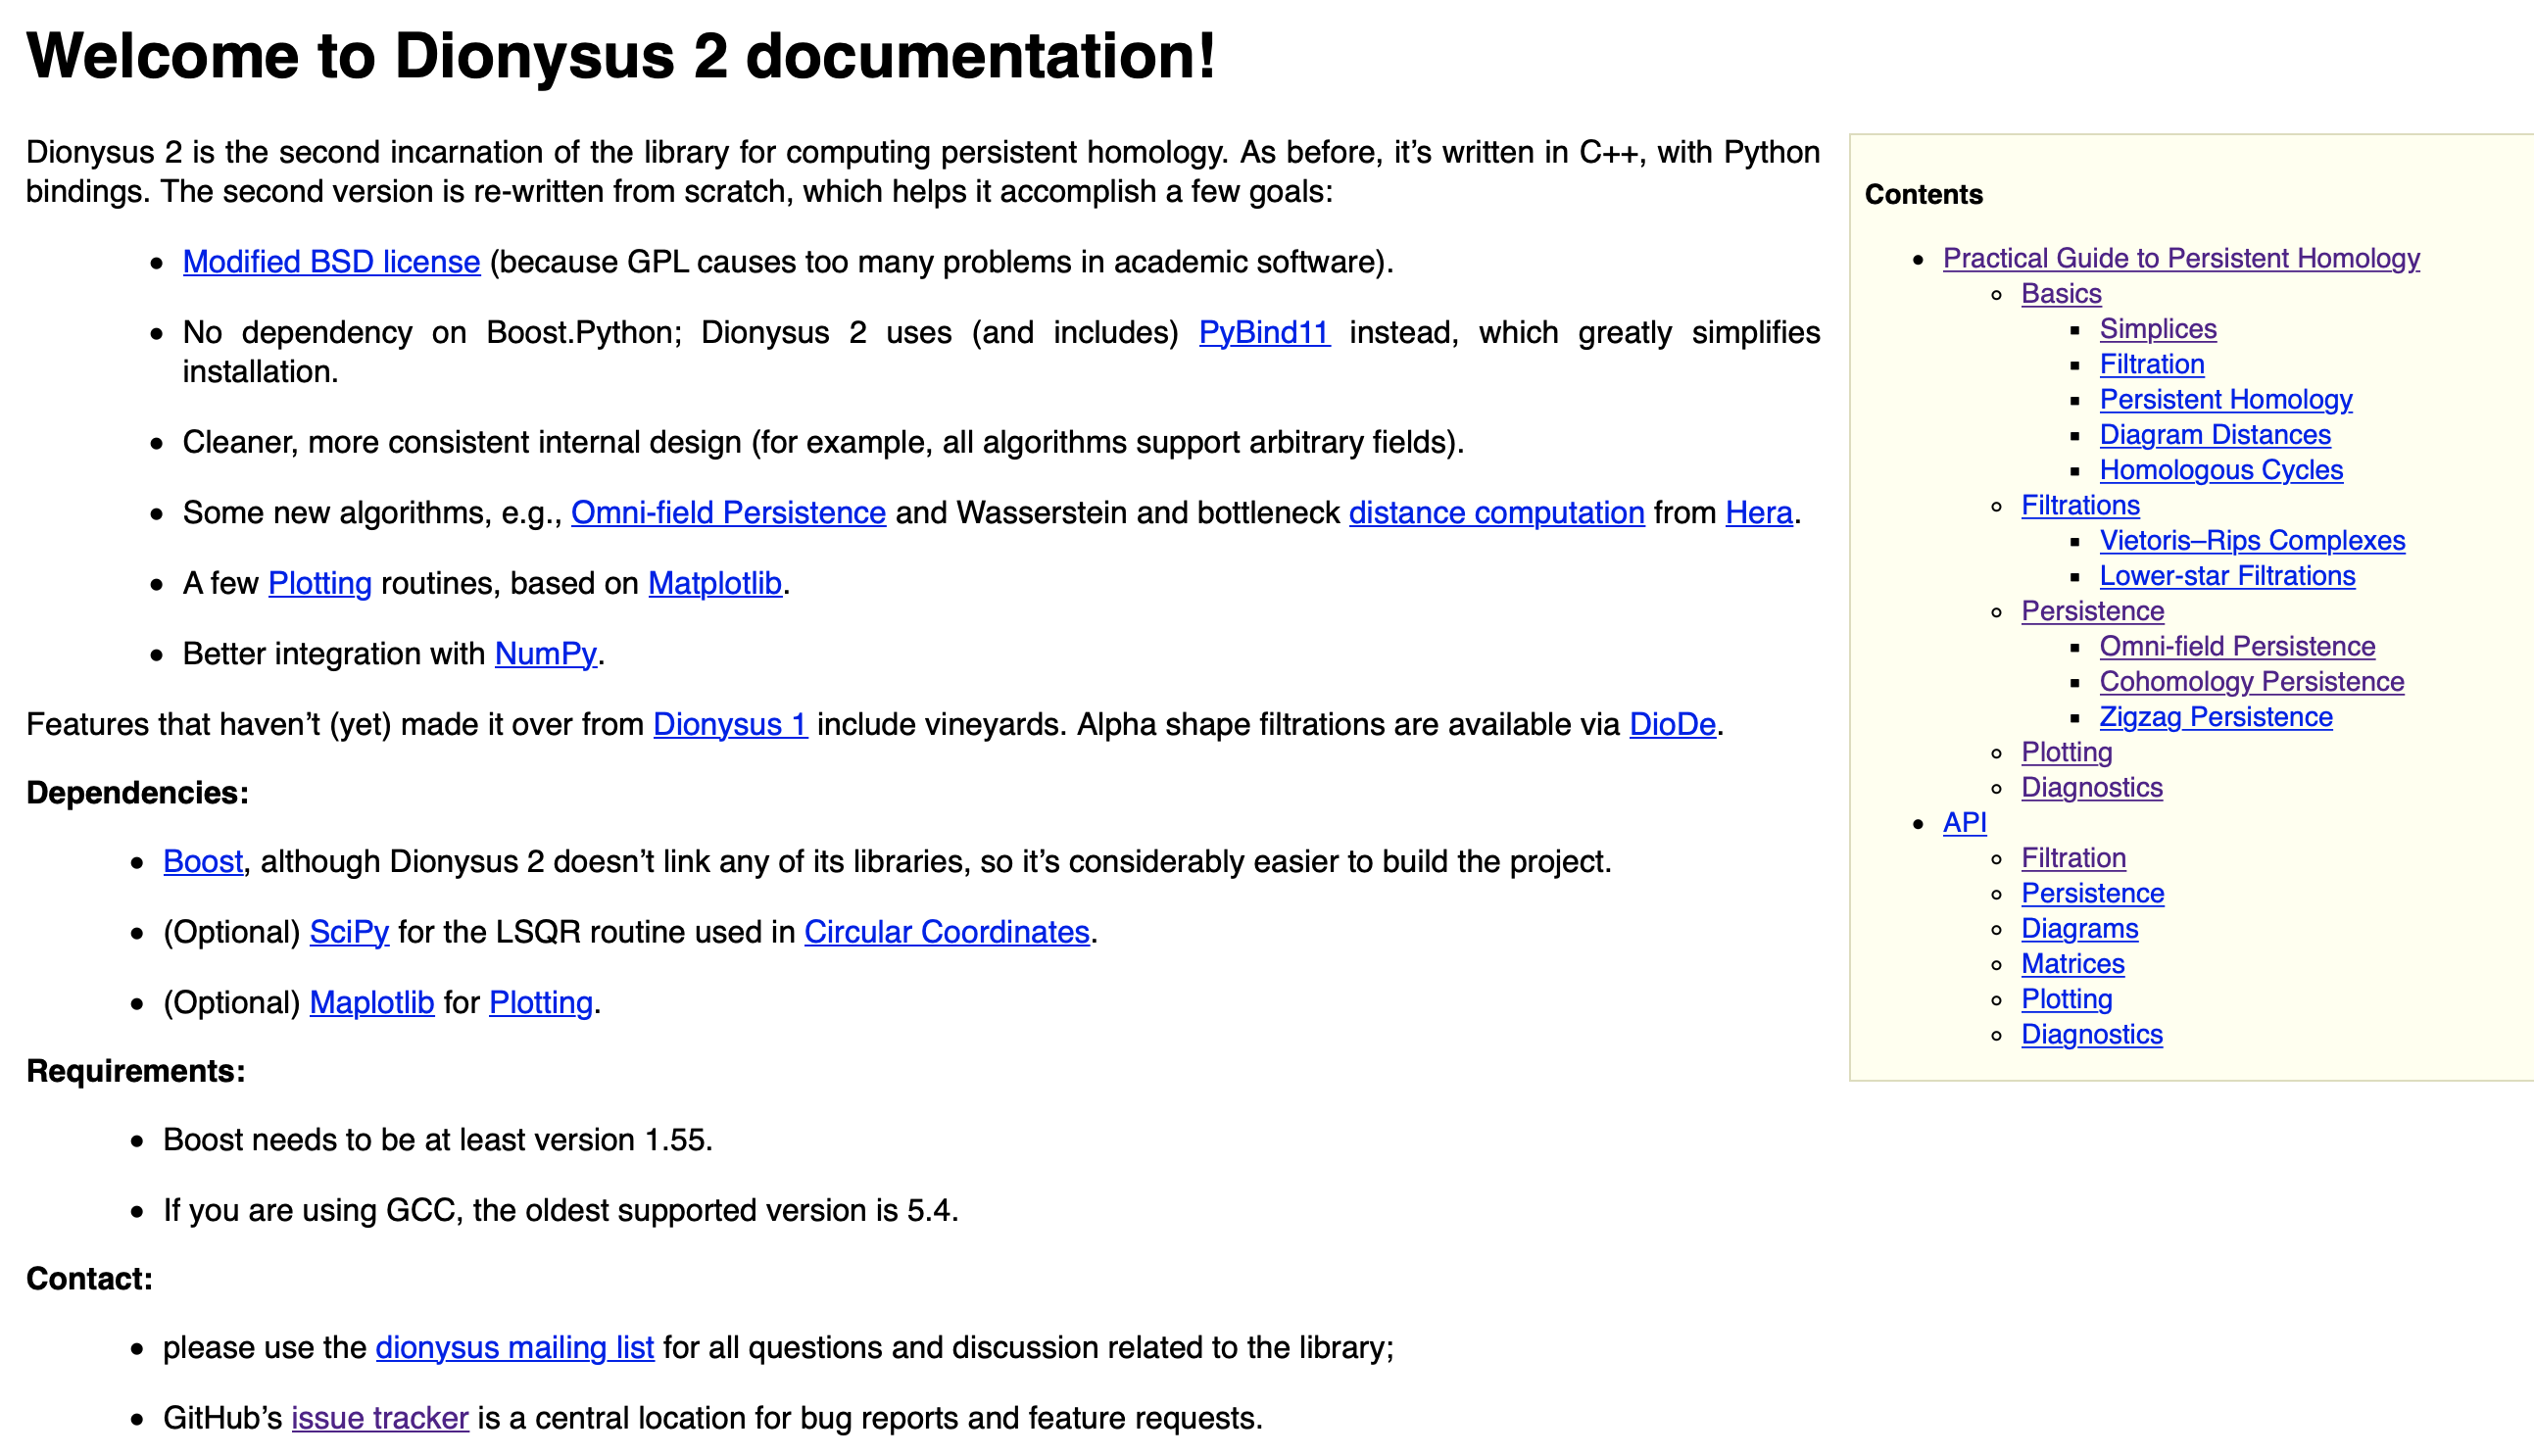 Welcome to Dionysus 2 documentation!
Dionysus 2 is the second incarnation of the library for computing persistent homology. As before, it’s written in C++, with Python
bindings. The second version is re-written from scratch, which helps it accomplish a few goals:
• Modified BSD license (because GPL causes too many problems in academic software).
• No dependency on Boost.Python; Dionysus 2 uses (and includes) PyBind11 instead, which greatly simplifies
installation.
• Cleaner, more consistent internal design (for example, all algorithms support arbitrary fields).
• Some new algorithms, e.g., Omni-field Persistence and Wasserstein and bottleneck distance computation from Hera.
• A few Plotting routines, based on Matplotlib.
• Better integration with NumPy.
Features that haven’t (yet) made it over from Dionysus 1 include vineyards. Alpha shape filtrations are available via DioDe.
Dependencies:
• Boost, although Dionysus 2 doesn’t link any of its libraries, so it’s considerably easier to build the project.
• (Optional) SciPy for the LSQR routine used in Circular Coordinates.
• (Optional) Maplotlib for Plotting.
Requirements:
• Boost needs to be at least version 1.55.
• If you are using GCC, the oldest supported version is 5.4.
Contact:
• please use the dionysus mailing list for all questions and discussion related to the library;
• GitHub’s issue tracker is a central location for bug reports and feature requests.
Contents
• Practical Guide to Persistent Homology
◦ Basics
▪ Simplices
▪ Filtration
▪ Persistent Homology
▪ Diagram Distances
▪ Homologous Cycles
◦ Filtrations
▪ Vietoris–Rips Complexes
▪ Lower-star Filtrations
◦ Persistence
▪ Omni-field Persistence
▪ Cohomology Persistence
▪ Zigzag Persistence
◦ Plotting
◦ Diagnostics
• API
◦ Filtration
◦ Persistence
◦ Diagrams
◦ Matrices
◦ Plotting
◦ Diagnostics